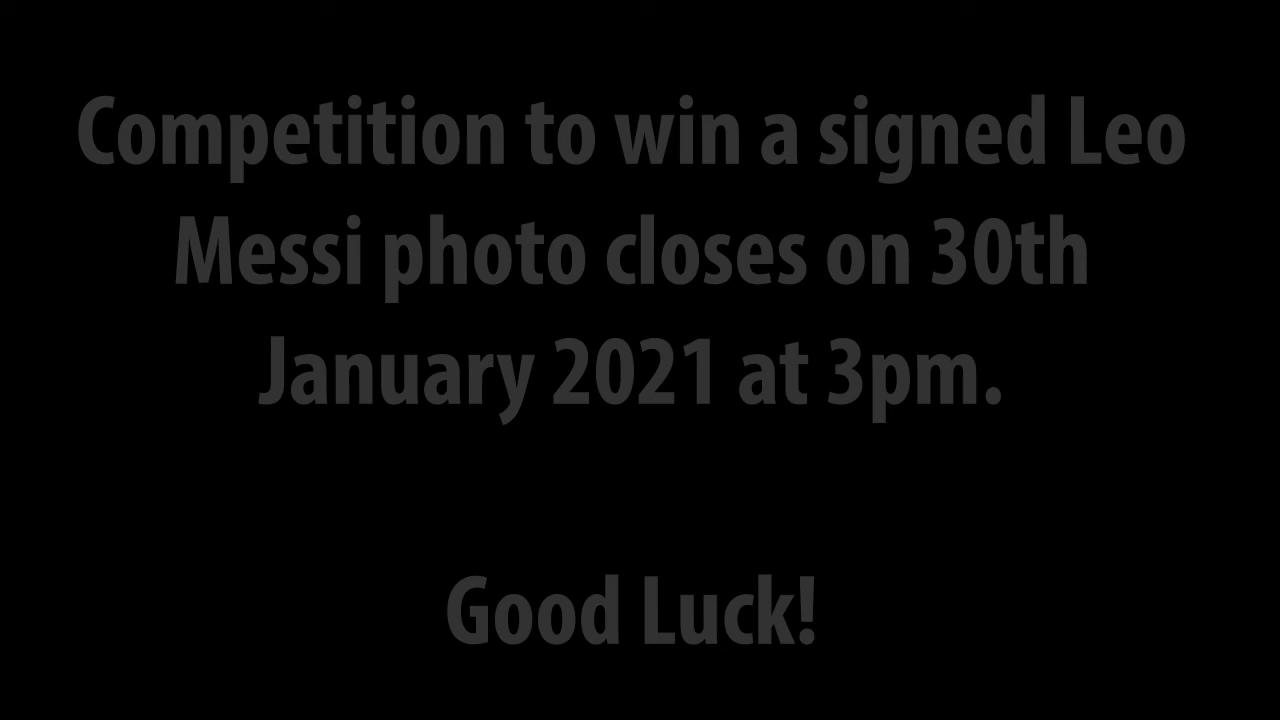 Competition to win a signed Leo
Messi photo closes on 30th
January 2021 at 3pm.
Good Luck!